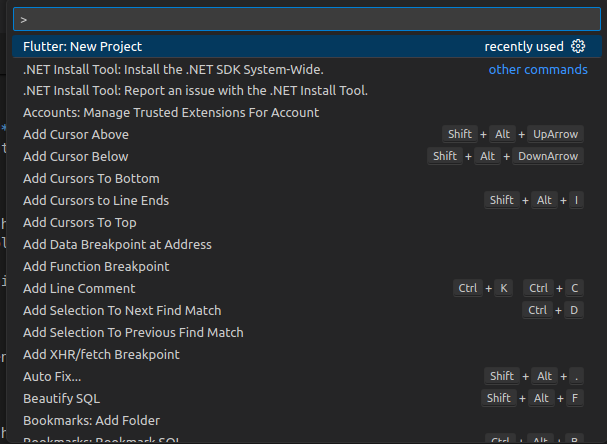 >
Flutter: New Project recently used
.NET Install Tool: Install the .NET SDK System-Wide. other commands
.NET Install Tool: Report an issue with the .NET Install Tool.
Accounts: Manage Trusted Extensions For Account
Add Cursor Above Shift + Alt + UpArrow
Add Cursor Below Shift + Alt + DownArrow
Add Cursors To Bottom
Add Cursors to Line Ends Shift + Alt + I
Add Cursors To Top
Add Data Breakpoint at Address
Add Function Breakpoint
Add Line Comment Ctrl + K Ctrl + C
Add Selection To Next Find Match Ctrl + D
Add Selection To Previous Find Match
Add XHR/fetch Breakpoint
Auto Fix... Shift + Alt + .
Beautify SQL Shift + Alt + F
Bookmarks: Add Folder
Bookmarks: Bookmark SQL Ctrl + Alt + B